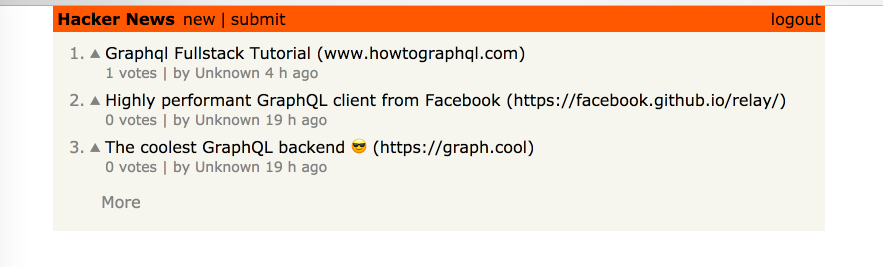 Hacker News new | submit logout
1. ▲ Graphql Fullstack Tutorial (www.howtographql.com)
1 votes | by Unknown 4 h ago
2. ▲ Highly performant GraphQL client from Facebook (https://facebook.github.io/relay/)
0 votes | by Unknown 19 h ago
3. ▲ The coolest GraphQL backend 😎 (https://graph.cool)
0 votes | by Unknown 19 h ago
More